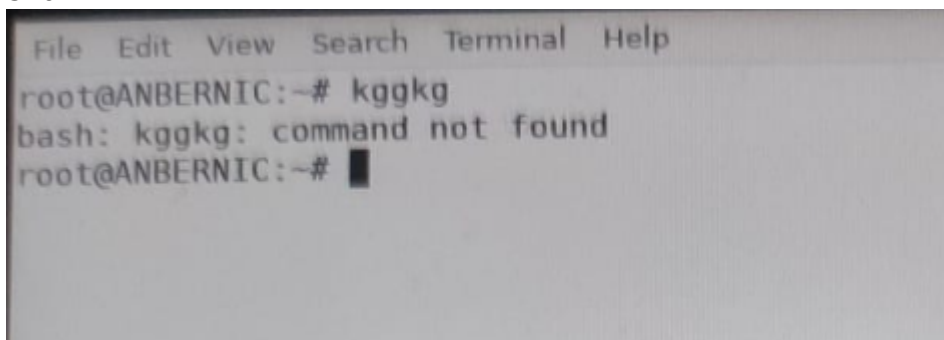 File Edit View Search Terminal Help
root@ANBERNIC:~# kggkg
bash: kggkg: command not found
root@ANBERNIC:~#